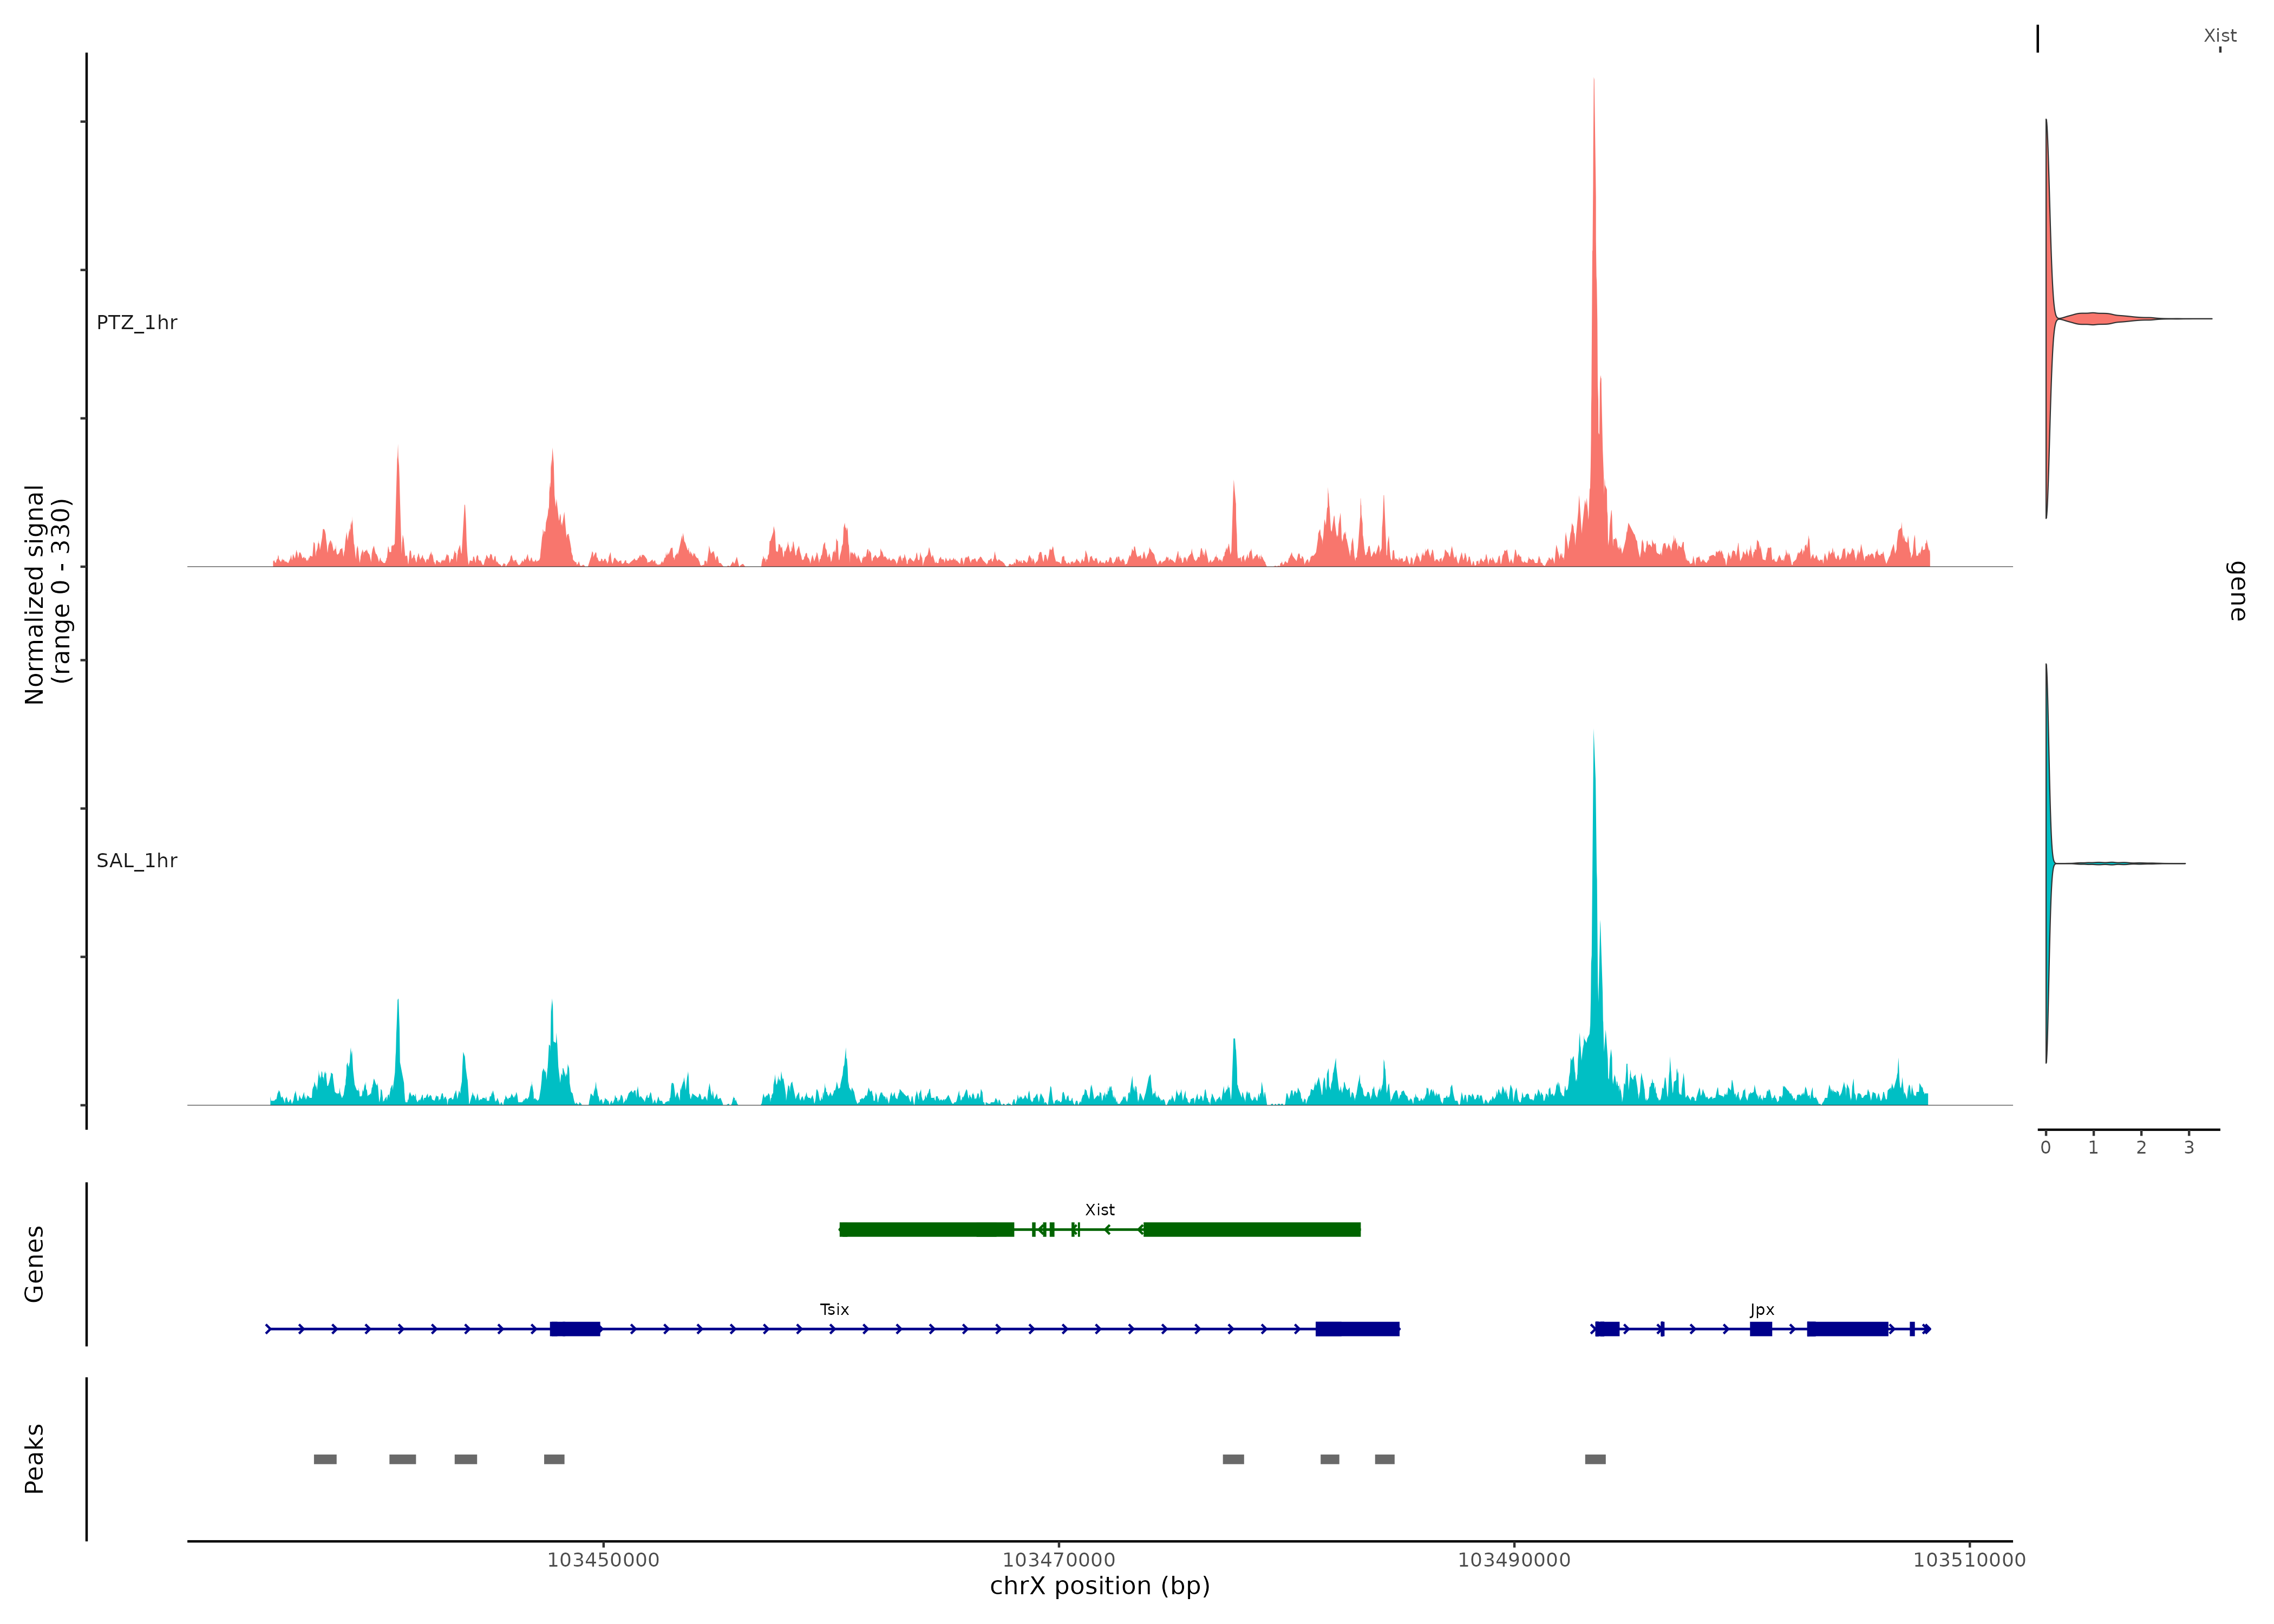 Xist
Normalized signal
(range 0 - 330)
PTZ_1hr
SAL_1hr
gene
0 1 2 3
Genes
Xist
Tsix
Jpx
Peaks
103450000 103470000 103490000 103510000
chrX position (bp)